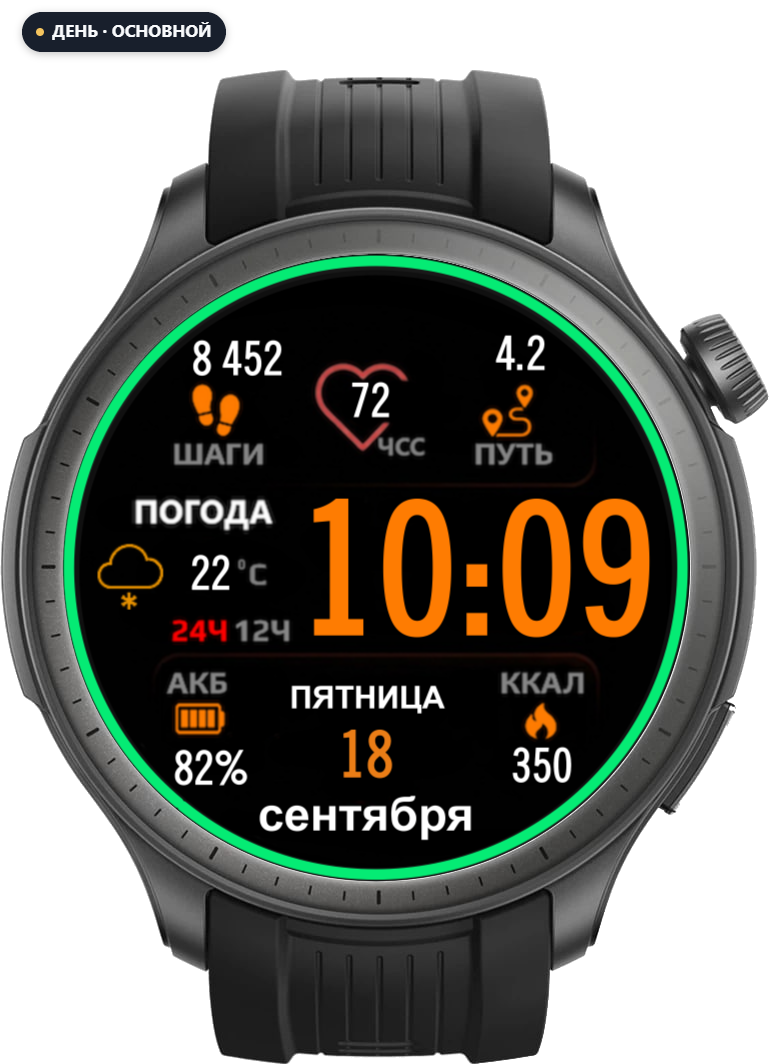 ДЕНЬ · ОСНОВНОЙ
8 452
4.2
72
ШАГИ
ЧСС
ПУТЬ
ПОГОДА
10:09
22 °C
24Ч 12Ч
АКБ
ККАЛ
ПЯТНИЦА
18
82%
350
сентября